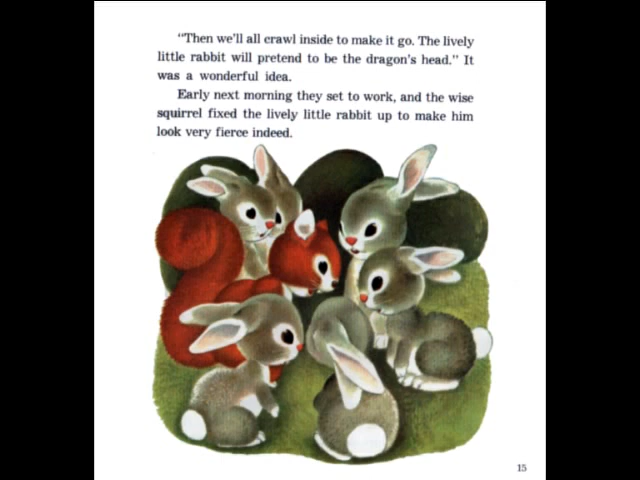 “Then we’ll all crawl inside to make it go. The lively
little rabbit will pretend to be the dragon’s head.” It
was a wonderful idea.
Early next morning they set to work, and the wise
squirrel fixed the lively little rabbit up to make him
look very fierce indeed.
15